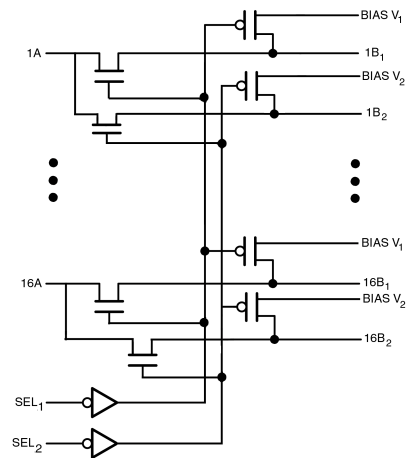 BIAS V1
1A
1B1
BIAS V2
1B2
BIAS V1
16A
16B1
BIAS V2
16B2
SEL1
SEL2